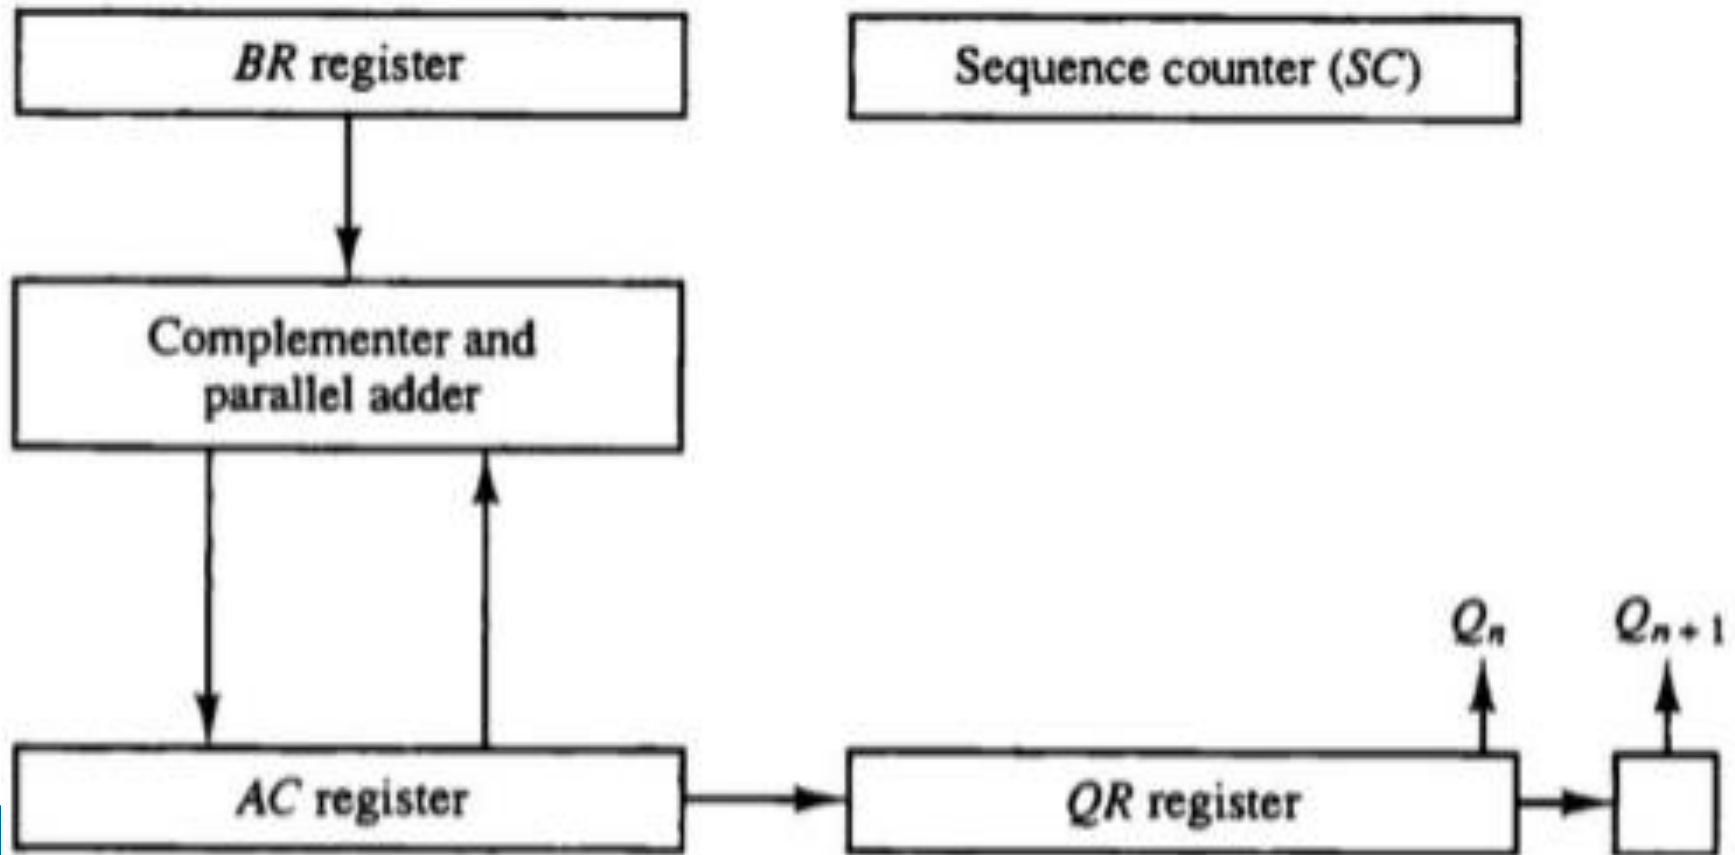 BR register
Sequence counter (SC)
Complementer and
parallel adder
Qn
Qn + 1
AC register
QR register